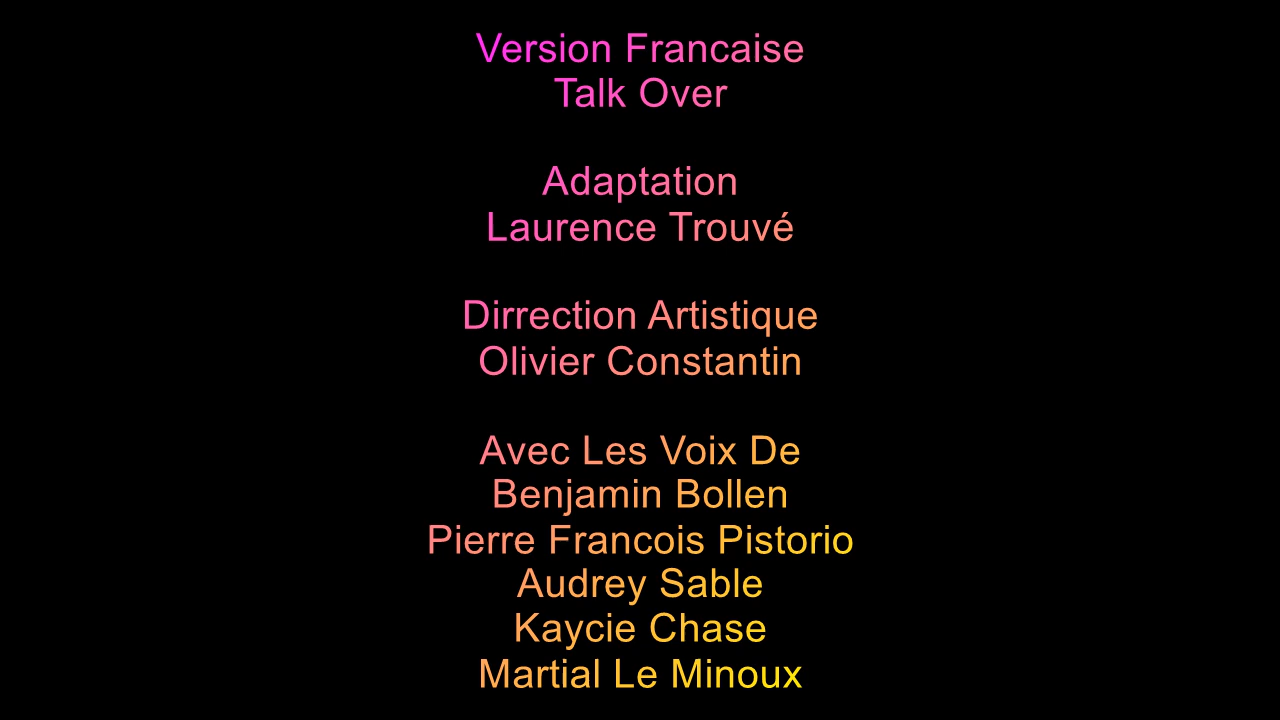 Version Francaise
Talk Over
Adaptation
Laurence Trouvé
Dirrection Artistique
Olivier Constantin
Avec Les Voix De
Benjamin Bollen
Pierre Francois Pistorio
Audrey Sable
Kaycie Chase
Martial Le Minoux